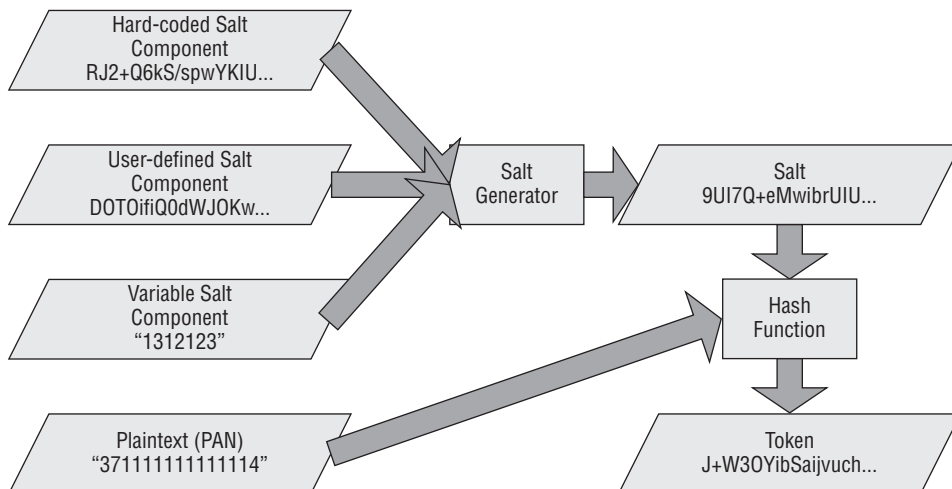 Hard-coded Salt
Component
RJ2+Q6kS/spwYKIU...
User-defined Salt
Component
DOTOifiQ0dWJOKw...
Salt
Generator
Salt
9UI7Q+eMwibrUIU...
Variable Salt
Component
“1312123”
Hash
Function
Plaintext (PAN)
“371111111111114”
Token
J+W3OYibSaijvuch...